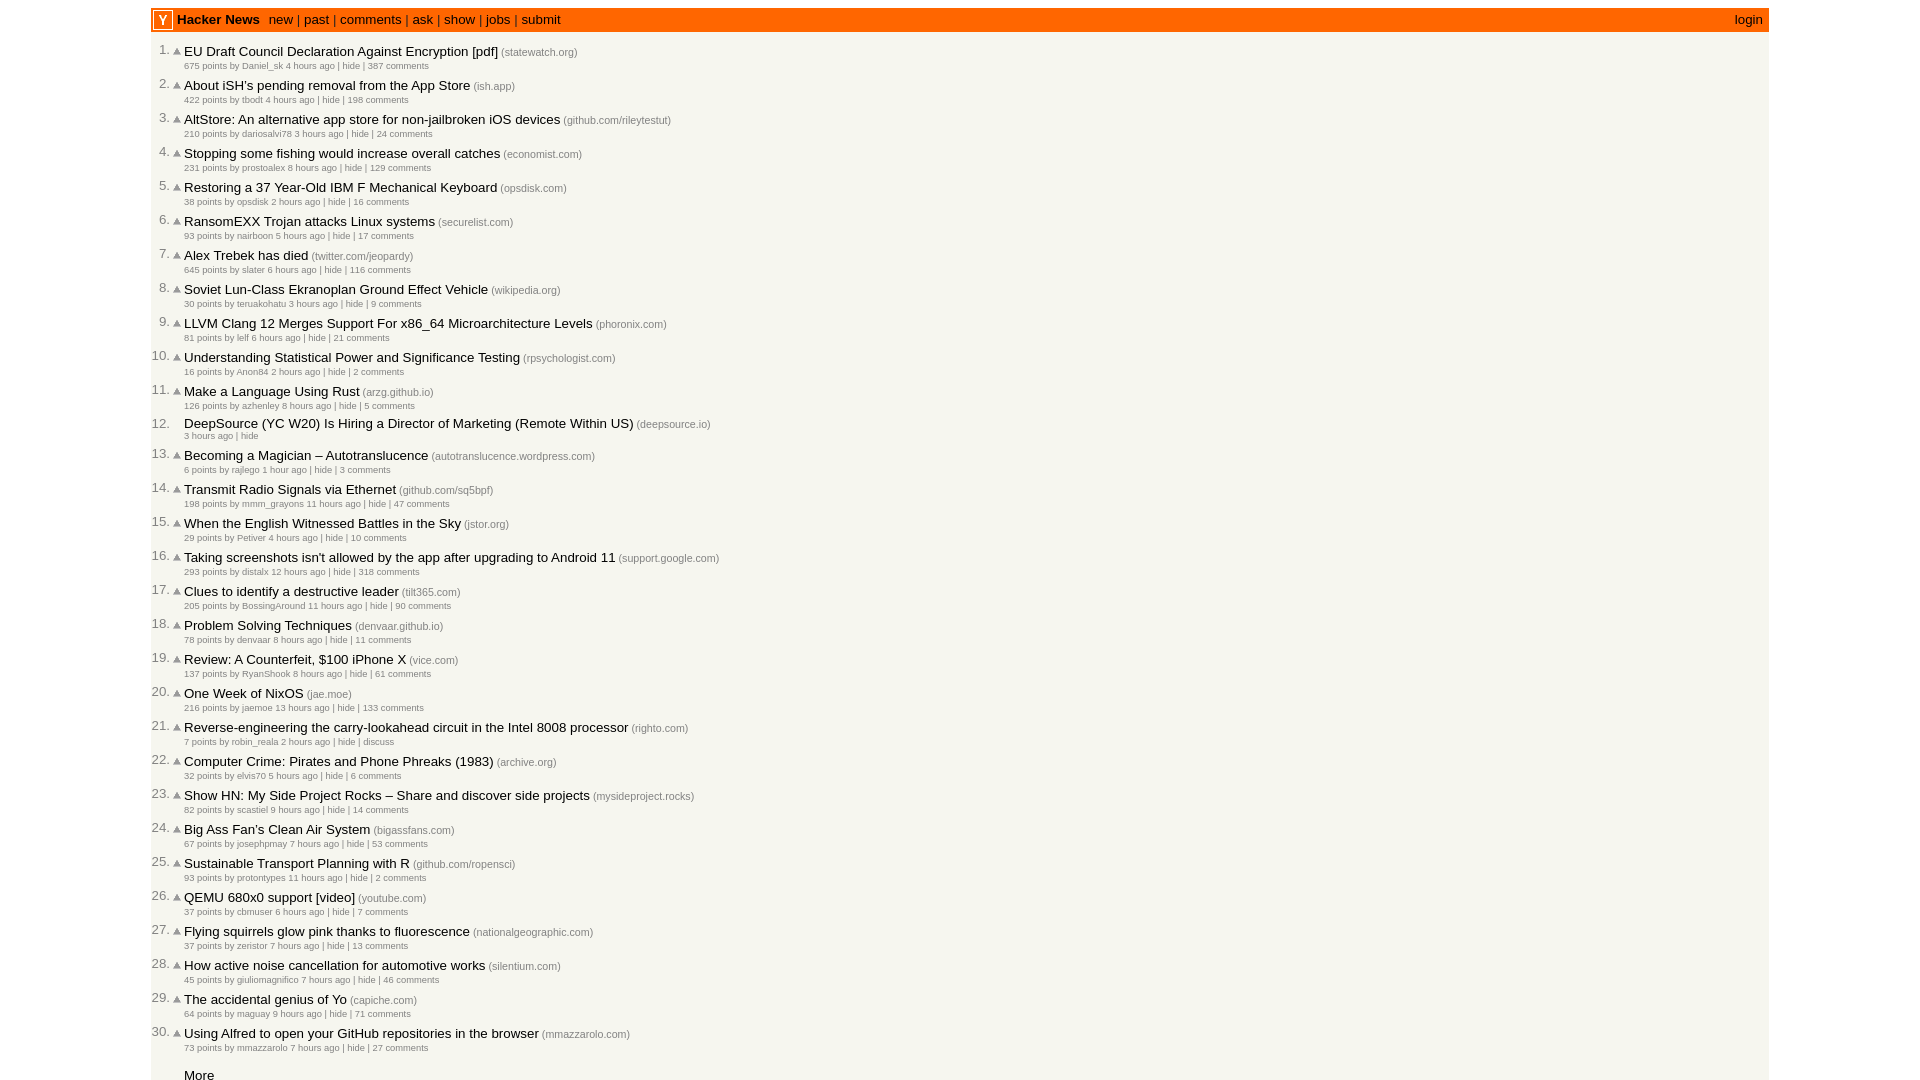 Y Hacker News new | past | comments | ask | show | jobs | submit login
1. EU Draft Council Declaration Against Encryption [pdf] (statewatch.org)
675 points by Daniel_sk 4 hours ago | hide | 387 comments
2. About iSH’s pending removal from the App Store (ish.app)
422 points by tbodt 4 hours ago | hide | 198 comments
3. AltStore: An alternative app store for non-jailbroken iOS devices (github.com/rileytestut)
210 points by dariosalvi78 3 hours ago | hide | 24 comments
4. Stopping some fishing would increase overall catches (economist.com)
231 points by prostoalex 8 hours ago | hide | 129 comments
5. Restoring a 37 Year-Old IBM F Mechanical Keyboard (opsdisk.com)
38 points by opsdisk 2 hours ago | hide | 16 comments
6. RansomEXX Trojan attacks Linux systems (securelist.com)
93 points by nairboon 5 hours ago | hide | 17 comments
7. Alex Trebek has died (twitter.com/jeopardy)
645 points by slater 6 hours ago | hide | 116 comments
8. Soviet Lun-Class Ekranoplan Ground Effect Vehicle (wikipedia.org)
30 points by teruakohatu 3 hours ago | hide | 9 comments
9. LLVM Clang 12 Merges Support For x86_64 Microarchitecture Levels (phoronix.com)
81 points by lelf 6 hours ago | hide | 21 comments
10. Understanding Statistical Power and Significance Testing (rpsychologist.com)
16 points by Anon84 2 hours ago | hide | 2 comments
11. Make a Language Using Rust (arzg.github.io)
126 points by azhenley 8 hours ago | hide | 5 comments
12. DeepSource (YC W20) Is Hiring a Director of Marketing (Remote Within US) (deepsource.io)
3 hours ago | hide
13. Becoming a Magician – Autotranslucence (autotranslucence.wordpress.com)
6 points by rajlego 1 hour ago | hide | 3 comments
14. Transmit Radio Signals via Ethernet (github.com/sq5bpf)
198 points by mmm_grayons 11 hours ago | hide | 47 comments
15. When the English Witnessed Battles in the Sky (jstor.org)
29 points by Petiver 4 hours ago | hide | 10 comments
16. Taking screenshots isn't allowed by the app after upgrading to Android 11 (support.google.com)
293 points by distalx 12 hours ago | hide | 318 comments
17. Clues to identify a destructive leader (tilt365.com)
205 points by BossingAround 11 hours ago | hide | 90 comments
18. Problem Solving Techniques (denvaar.github.io)
78 points by denvaar 8 hours ago | hide | 11 comments
19. Review: A Counterfeit, $100 iPhone X (vice.com)
137 points by RyanShook 8 hours ago | hide | 61 comments
20. One Week of NixOS (jae.moe)
216 points by jaemoe 13 hours ago | hide | 133 comments
21. Reverse-engineering the carry-lookahead circuit in the Intel 8008 processor (righto.com)
7 points by robin_reala 2 hours ago | hide | discuss
22. Computer Crime: Pirates and Phone Phreaks (1983) (archive.org)
32 points by elvis70 5 hours ago | hide | 6 comments
23. Show HN: My Side Project Rocks – Share and discover side projects (mysideproject.rocks)
82 points by scastiel 9 hours ago | hide | 14 comments
24. Big Ass Fan’s Clean Air System (bigassfans.com)
67 points by josephpmay 7 hours ago | hide | 53 comments
25. Sustainable Transport Planning with R (github.com/ropensci)
93 points by protontypes 11 hours ago | hide | 2 comments
26. QEMU 680x0 support [video] (youtube.com)
37 points by cbmuser 6 hours ago | hide | 7 comments
27. Flying squirrels glow pink thanks to fluorescence (nationalgeographic.com)
37 points by zeristor 7 hours ago | hide | 13 comments
28. How active noise cancellation for automotive works (silentium.com)
45 points by giuliomagnifico 7 hours ago | hide | 46 comments
29. The accidental genius of Yo (capiche.com)
64 points by maguay 9 hours ago | hide | 71 comments
30. Using Alfred to open your GitHub repositories in the browser (mmazzarolo.com)
73 points by mmazzarolo 7 hours ago | hide | 27 comments
More